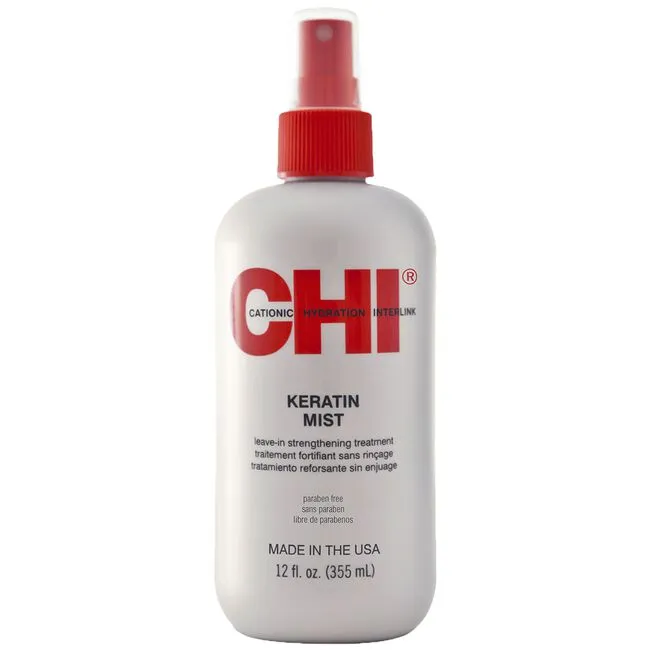 CHI®
CATIONIC HYDRATION INTERLINK
KERATIN
MIST
leave-in strengthening treatment
traitement fortifiant sans rinçage
tratamiento reforsante sin enjuage
paraben free
sans paraben
libre de parabenos
MADE IN THE USA
12 fl. oz. (355 mL)